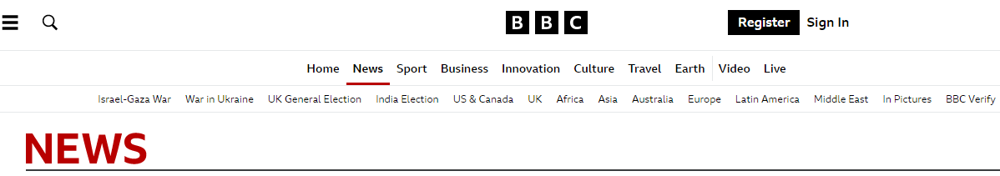 BBC Register Sign In
Home News Sport Business Innovation Culture Travel Earth Video Live
Israel-Gaza War War in Ukraine UK General Election India Election US & Canada UK Africa Asia Australia Europe Latin America Middle East In Pictures BBC Verify
NEWS